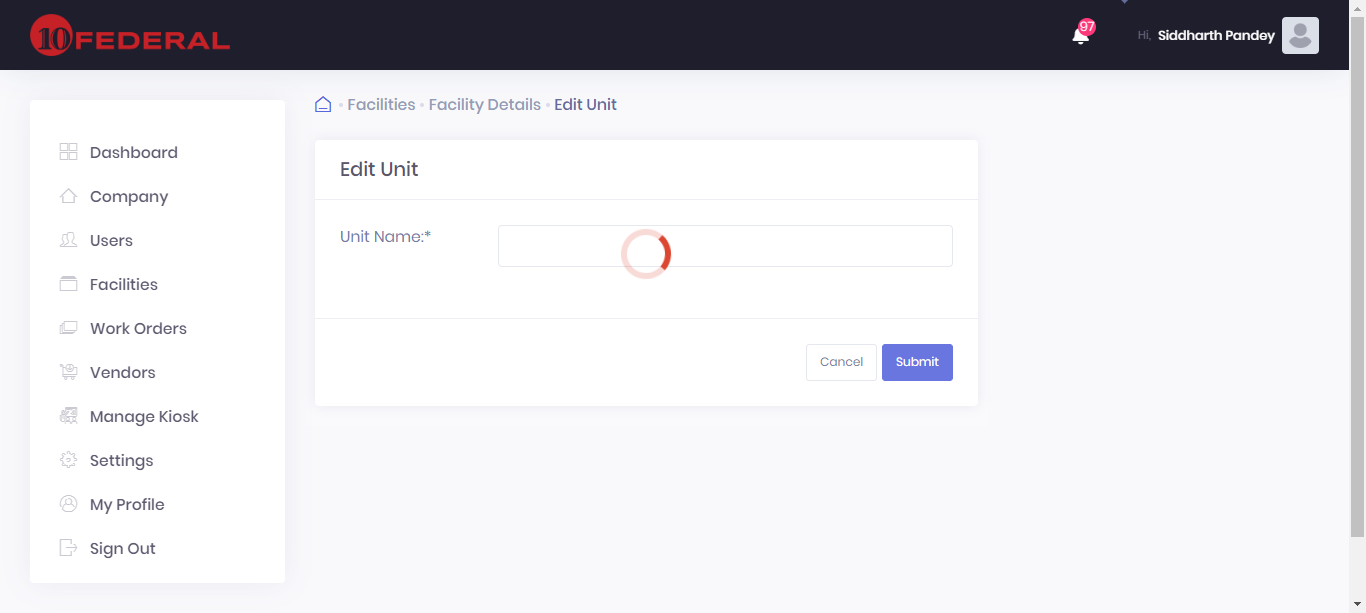 10 FEDERAL
97
Hi, Siddharth Pandey
Facilities Facility Details Edit Unit
Dashboard
Company
Users
Facilities
Work Orders
Vendors
Manage Kiosk
Settings
My Profile
Sign Out
Edit Unit
Unit Name:*
Cancel Submit